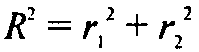 R² = r₁² + r₂²